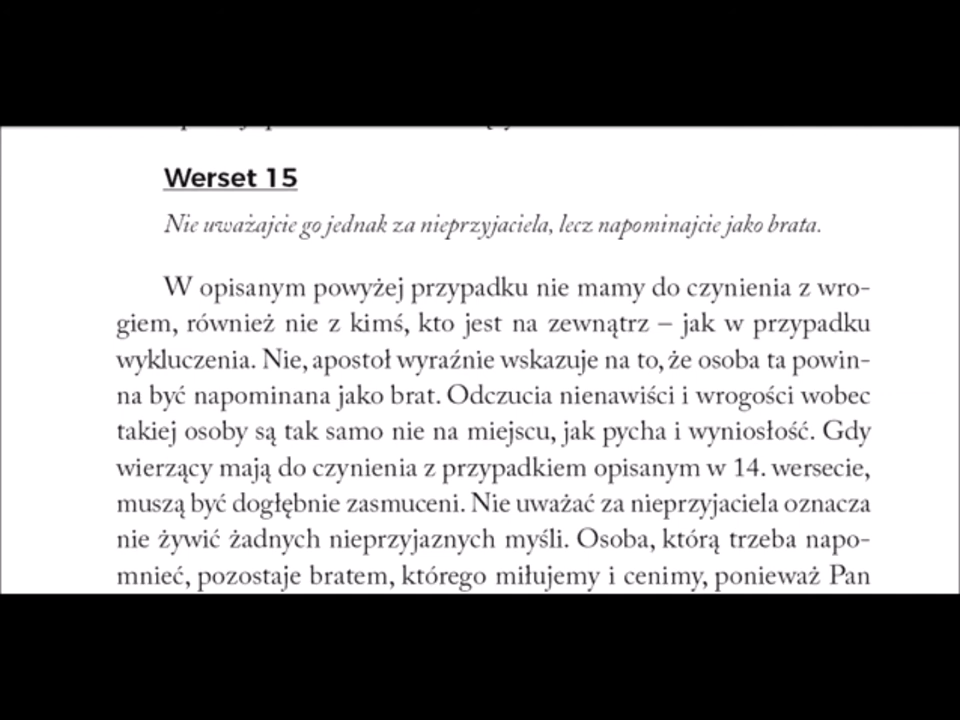 Werset 15
Nie uważajcie go jednak za nieprzyjaciela, lecz napominajcie jako brata.
W opisanym powyżej przypadku nie mamy do czynienia z wro-
giem, również nie z kimś, kto jest na zewnątrz – jak w przypadku
wykluczenia. Nie, apostoł wyraźnie wskazuje na to, że osoba ta powin-
na być napominana jako brat. Odczucia nienawiści i wrogości wobec
takiej osoby są tak samo nie na miejscu, jak pycha i wyniosłość. Gdy
wierzący mają do czynienia z przypadkiem opisanym w 14. wersecie,
muszą być dogłębnie zasmuceni. Nie uważać za nieprzyjaciela oznacza
nie żywić żadnych nieprzyjaznych myśli. Osoba, którą trzeba napo-
mnieć, pozostaje bratem, którego miłujemy i cenimy, ponieważ Pan